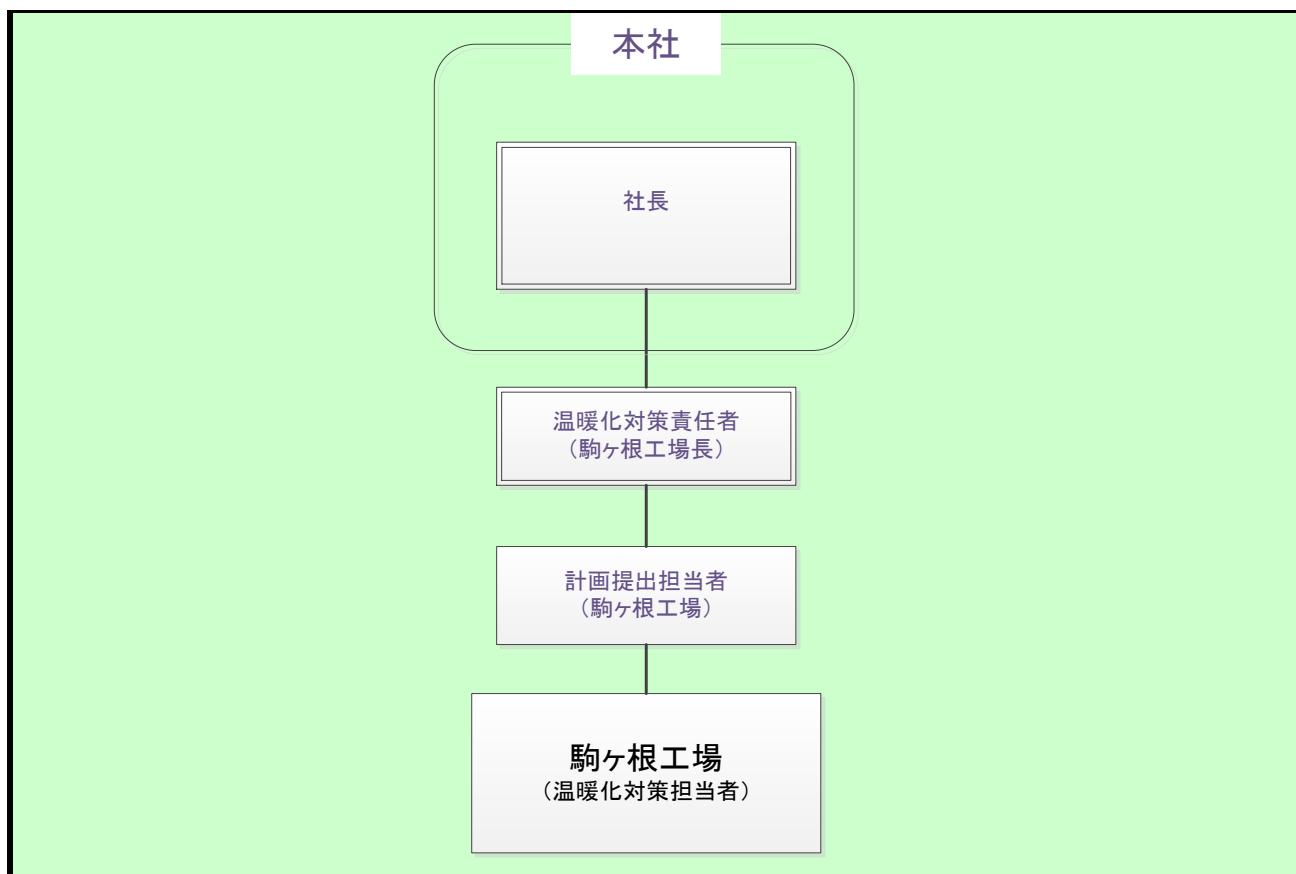 本社
社長
温暖化対策責任者
（駒ヶ根工場長）
計画提出担当者
（駒ヶ根工場）
駒ヶ根工場
（温暖化対策担当者）